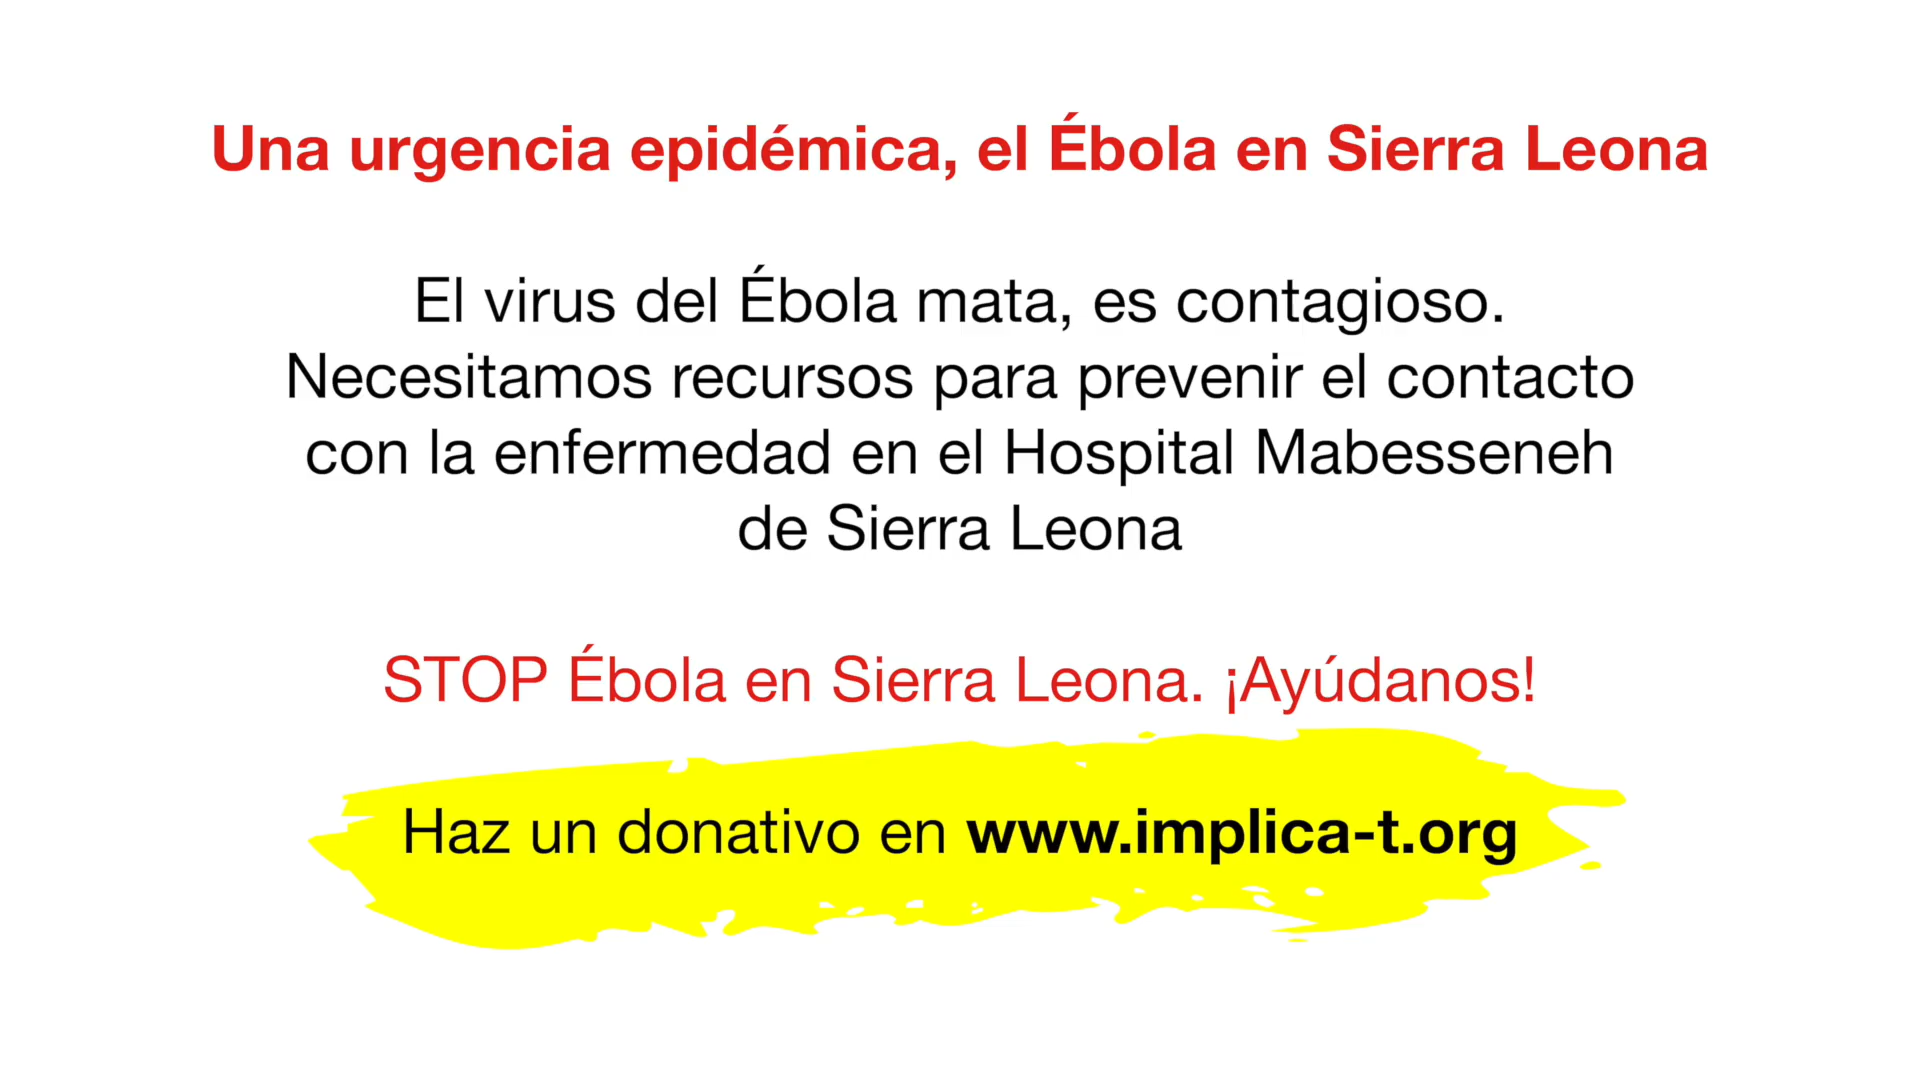 Una urgencia epidémica, el Ébola en Sierra Leona
El virus del Ébola mata, es contagioso.
Necesitamos recursos para prevenir el contacto
con la enfermedad en el Hospital Mabesseneh
de Sierra Leona
STOP Ébola en Sierra Leona. ¡Ayúdanos!
Haz un donativo en www.implica-t.org